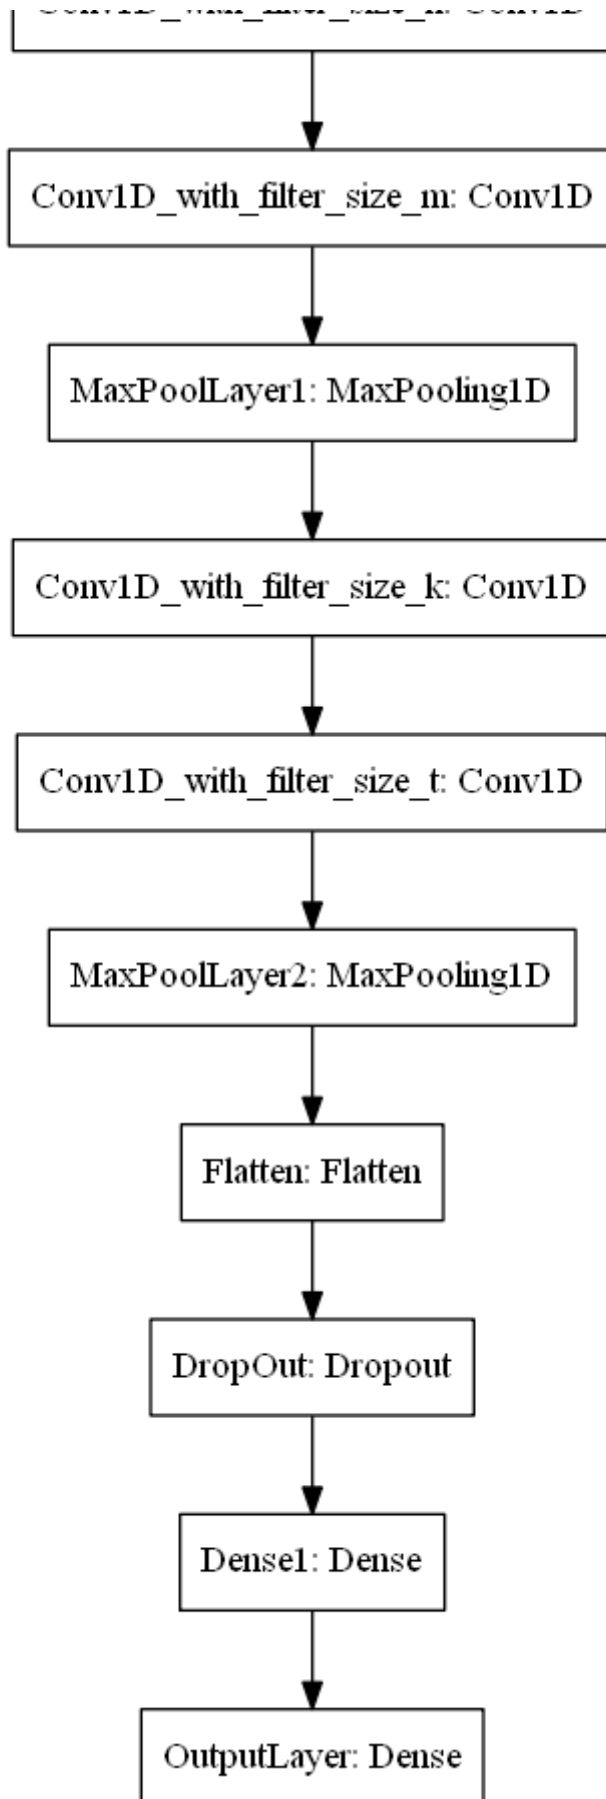 Conv1D_with_filter_size_m: Conv1D
MaxPoolLayer1: MaxPooling1D
Conv1D_with_filter_size_k: Conv1D
Conv1D_with_filter_size_t: Conv1D
MaxPoolLayer2: MaxPooling1D
Flatten: Flatten
DropOut: Dropout
Dense1: Dense
OutputLayer: Dense